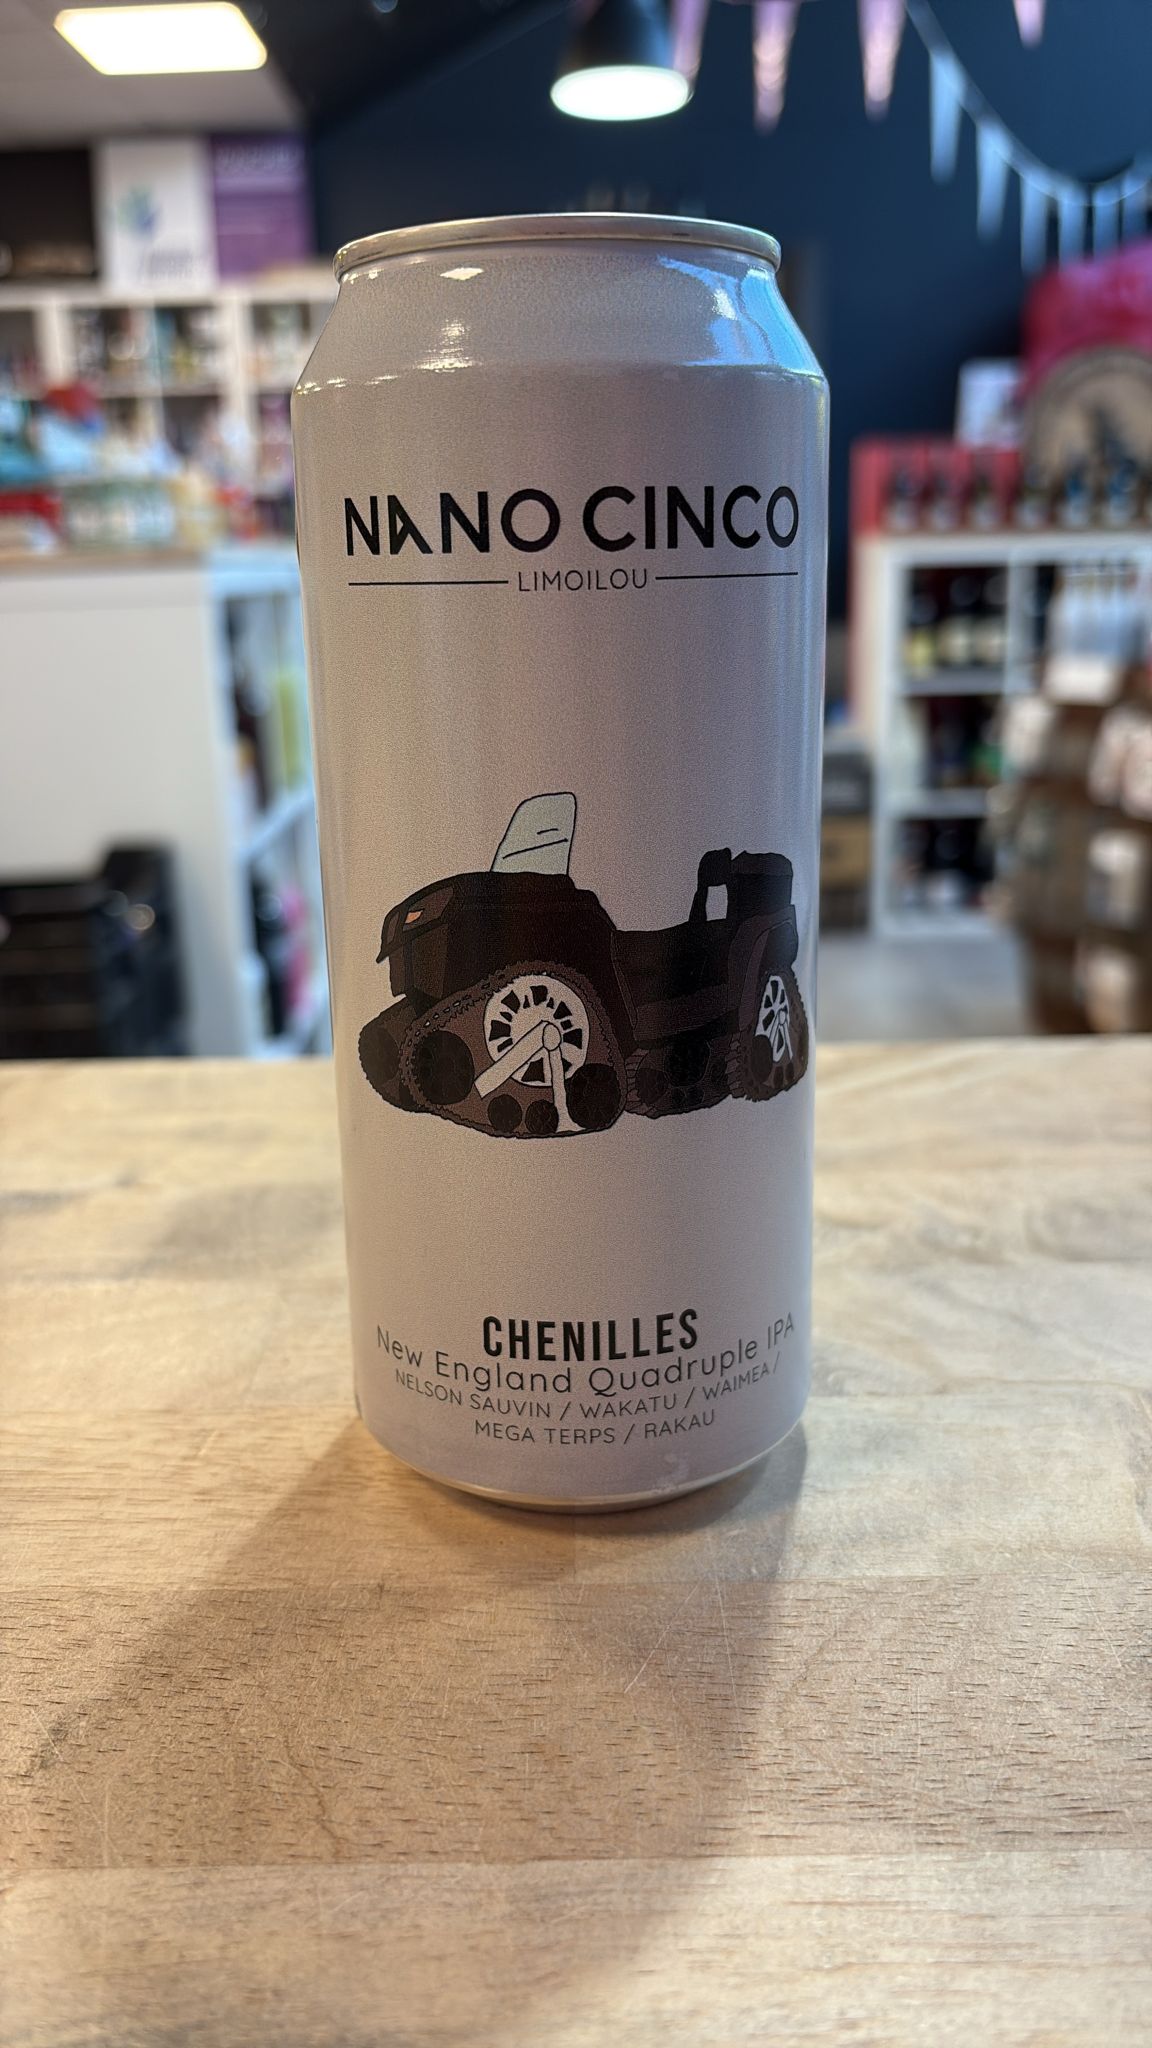 NANO CINCO
LIMOILOU
CHENILLES
New England Quadruple IPA
NELSON SAUVIN / WAKATU / WAIMEA /
MEGA TERPS / RAKAU